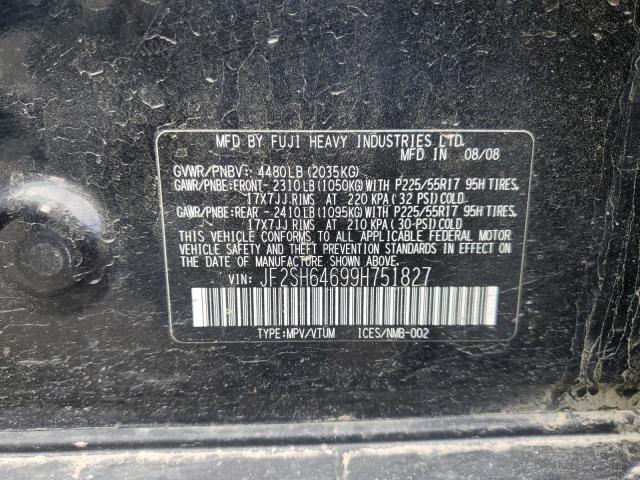 MFD BY FUJI HEAVY INDUSTRIES LTD.
MFD IN 08/08
GVWR/PNBV: 4480LB (2035KG)
GAWR/PNBE:FRONT- 2310LB (1050KG)WITH P225/55R17 95H TIRES,
17X7JJ RIMS AT 220 KPA (32 PSI)COLD
GAWR/PNBE:REAR - 2410LB (1095KG)WITH P225/55R17 95H TIRES,
17X7JJ RIMS AT 210 KPA (30 PSI)COLD
THIS VEHICLE CONFORMS TO ALL APPLICABLE FEDERAL MOTOR
VEHICLE SAFETY AND THEFT PREVENTION STANDARDS IN EFFECT
ON THE DATE OF MANUFACTURE SHOWN ABOVE.
VIN: JF2SH64699H751827
TYPE:MPV/VTUM ICES/NMB-002